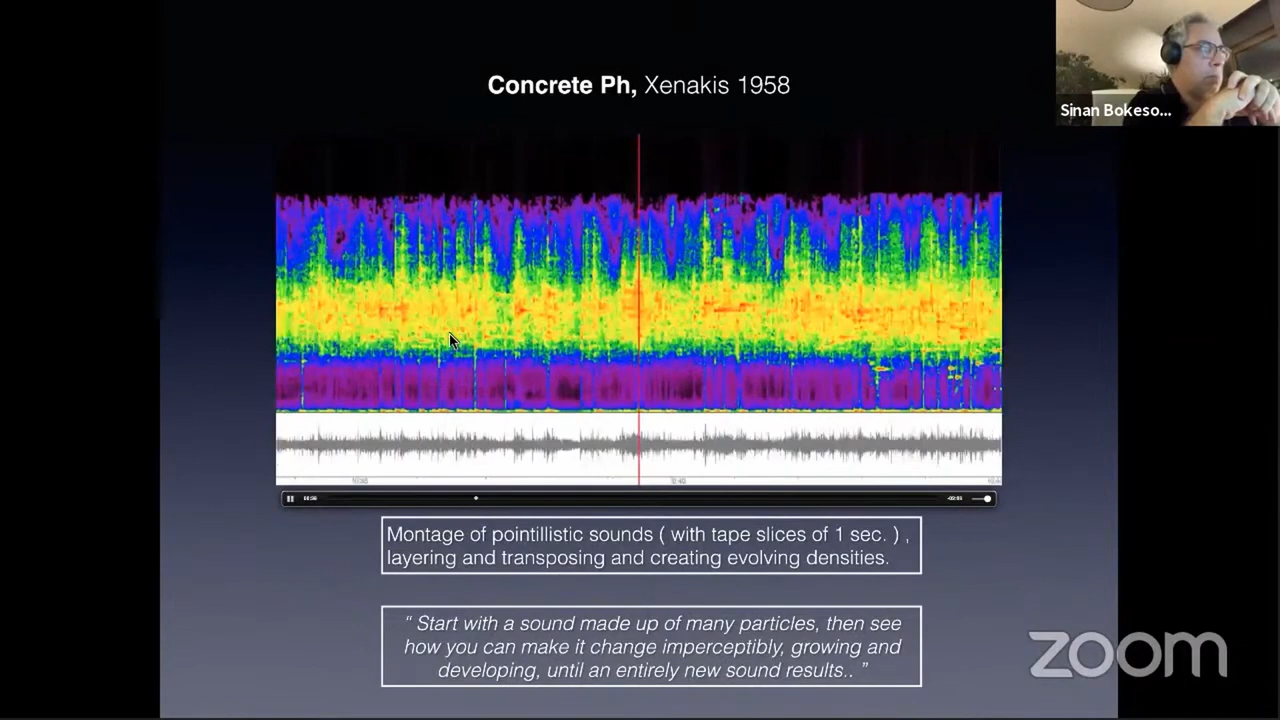 Concrete Ph, Xenakis 1958
Sinan Bokeso...
Montage of pointillistic sounds ( with tape slices of 1 sec. ) ,
layering and transposing and creating evolving densities.
“ Start with a sound made up of many particles, then see
how you can make it change imperceptibly, growing and
developing, until an entirely new sound results.. ”
zoom